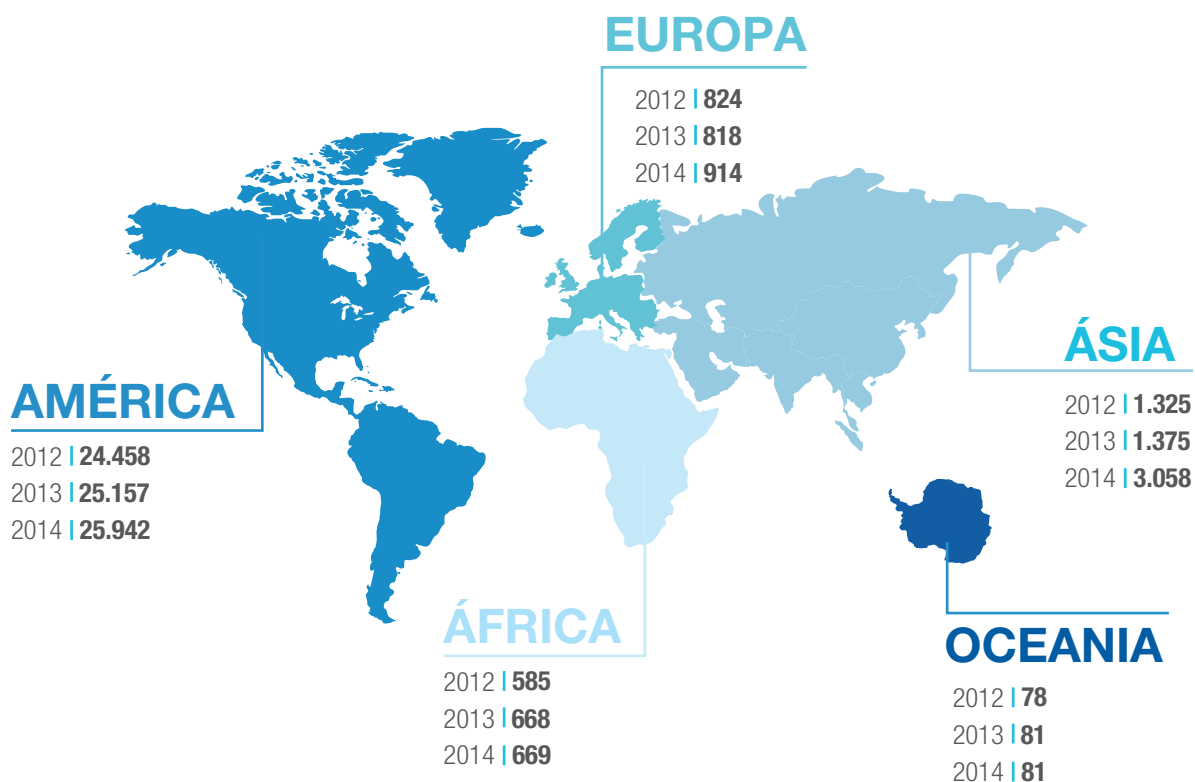 EUROPA
2012 | 824
2013 | 818
2014 | 914
ÁSIA
2012 | 1.325
2013 | 1.375
2014 | 3.058
AMÉRICA
2012 | 24.458
2013 | 25.157
2014 | 25.942
ÁFRICA
2012 | 585
2013 | 668
2014 | 669
OCEANIA
2012 | 78
2013 | 81
2014 | 81